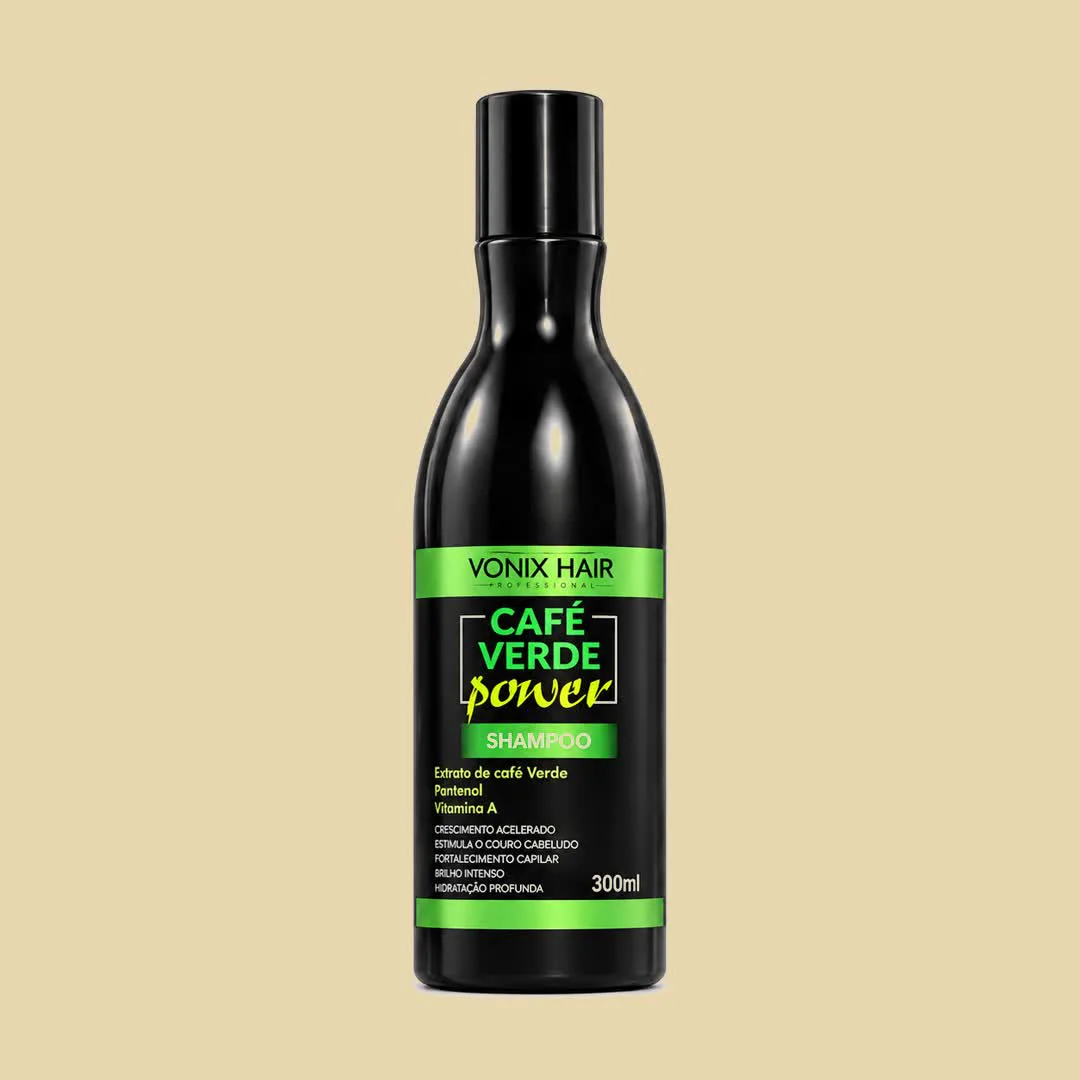 VONIX HAIR
PROFESSIONAL
CAFÉ
VERDE
power
SHAMPOO
Extrato de café Verde
Pantenol
Vitamina A
CRESCIMENTO ACELERADO
ESTIMULA O COURO CABELUDO
FORTALECIMENTO CAPILAR
BRILHO INTENSO
HIDRATAÇÃO PROFUNDA
300ml